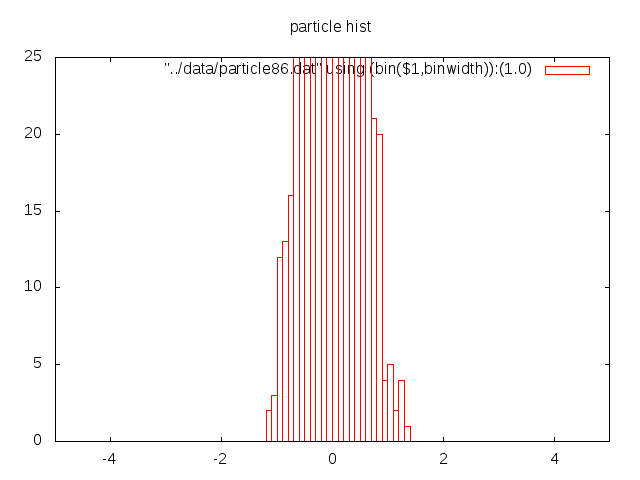 particle hist
25
"../data/particle86.dat" using (bin($1,binwidth)):(1.0)
20
15
10
5
0
-4 -2 0 2 4